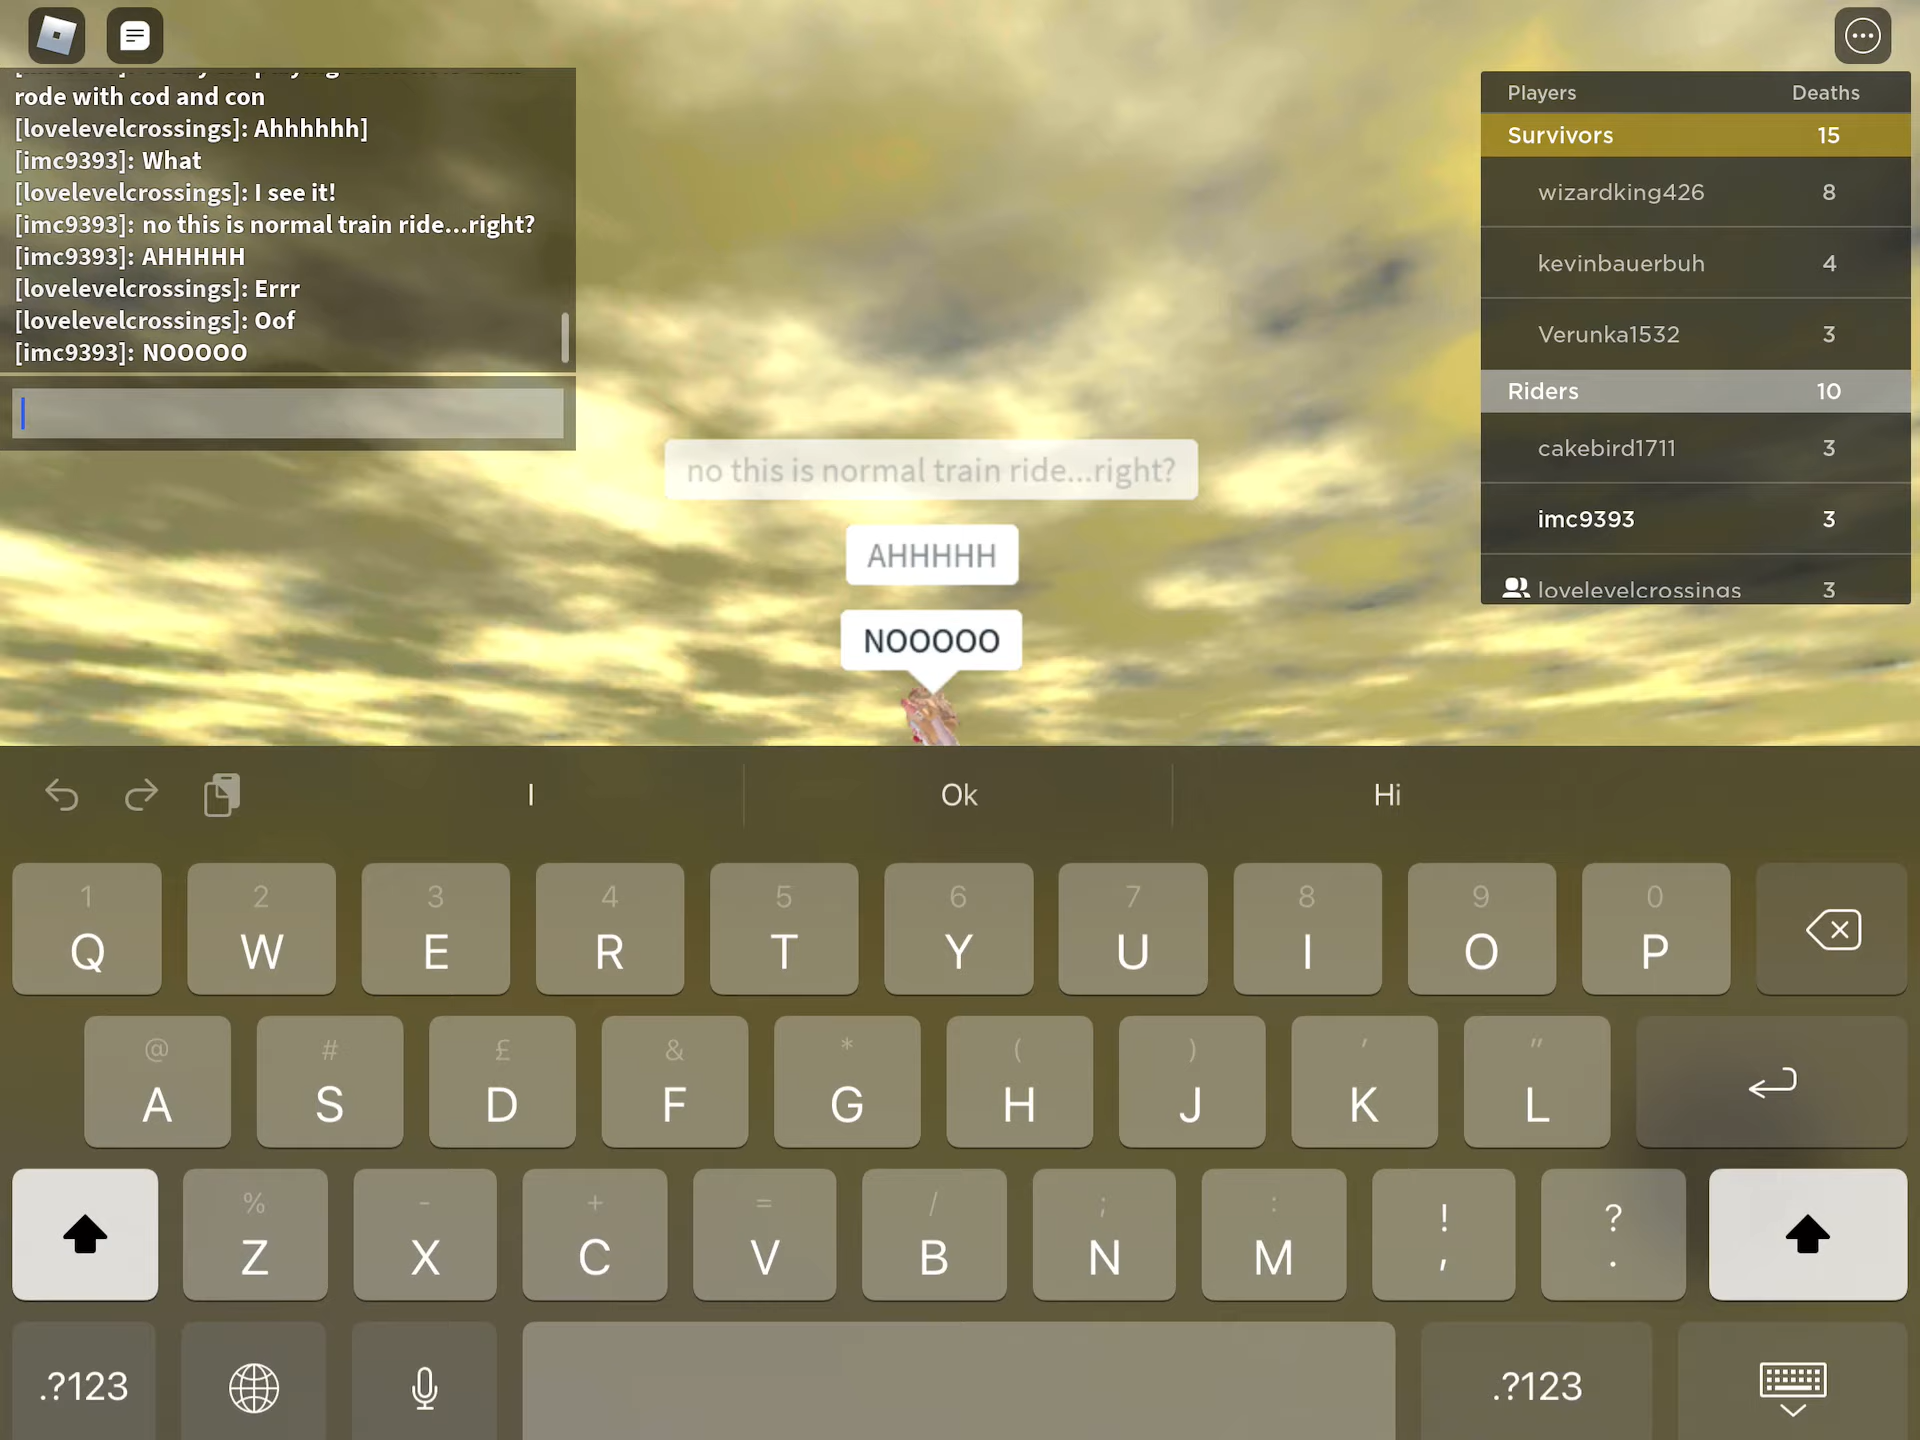 rode with cod and con
[lovelevelcrossings]: Ahhhhhh]
[imc9393]: What
[lovelevelcrossings]: I see it!
[imc9393]: no this is normal train ride...right?
[imc9393]: AHHHHH
[lovelevelcrossings]: Errr
[lovelevelcrossings]: Oof
[imc9393]: NOOOOO
Players Deaths
Survivors 15
wizardking426 8
kevinbauerbuh 4
Verunka1532 3
Riders 10
cakebird1711 3
imc9393 3
lovelevelcrossings 3
no this is normal train ride...right?
AHHHHH
NOOOOO
I Ok Hi
1 2 3 4 5 6 7 8 9 0
Q W E R T Y U I O P
@ # £ & * ( ) ' "
A S D F G H J K L
% - + = / ; : ! ?
Z X C V B N M , .
.?123 .?123